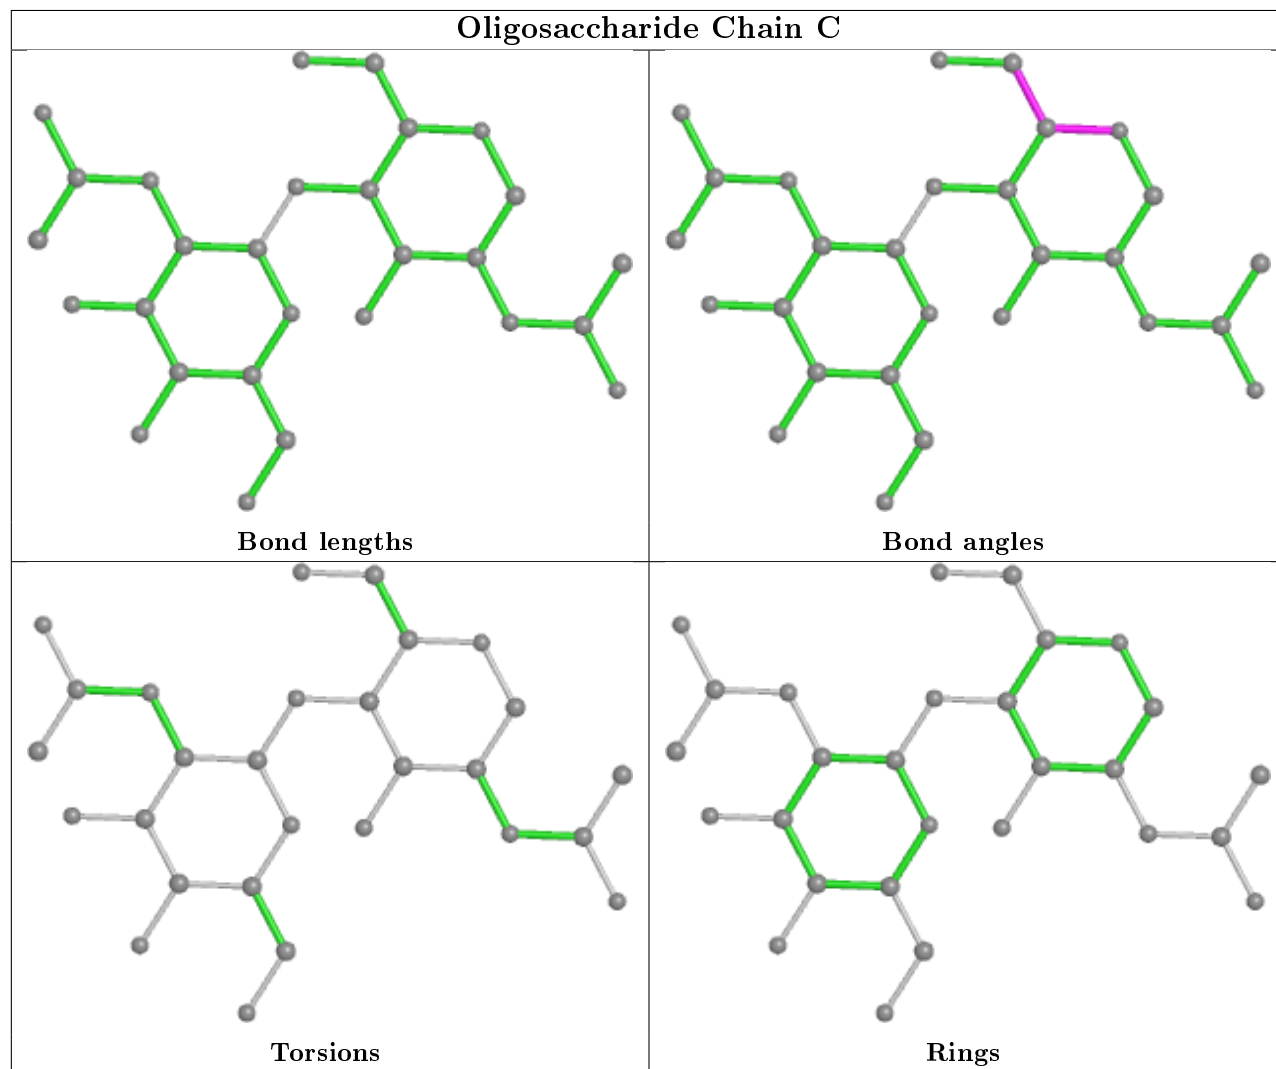 Oligosaccharide Chain C
Bond lengths
Bond angles
Torsions
Rings